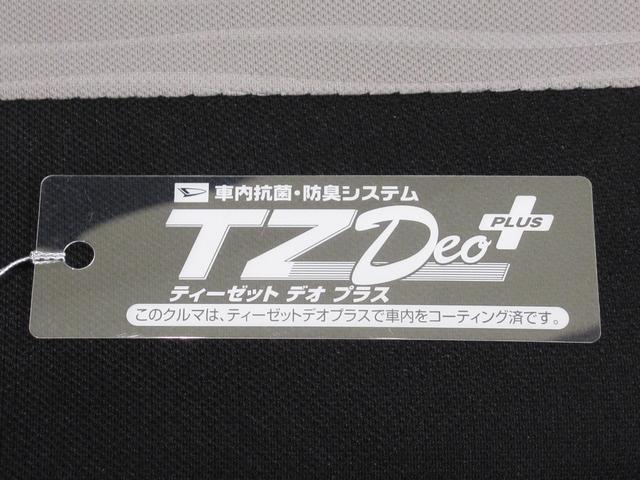 車内抗菌・防臭システム
TZDeo PLUS
ティーゼット デオ プラス
このクルマは、ティーゼットデオプラスで車内をコーティング済です。